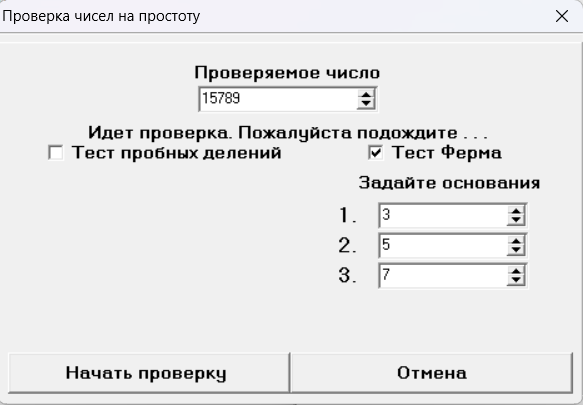 Проверка чисел на простоту
Проверяемое число
15789
Идет проверка. Пожалуйста подождите . . .
Тест пробных делений
Тест Ферма
Задайте основания
1. 3
2. 5
3. 7
Начать проверку
Отмена